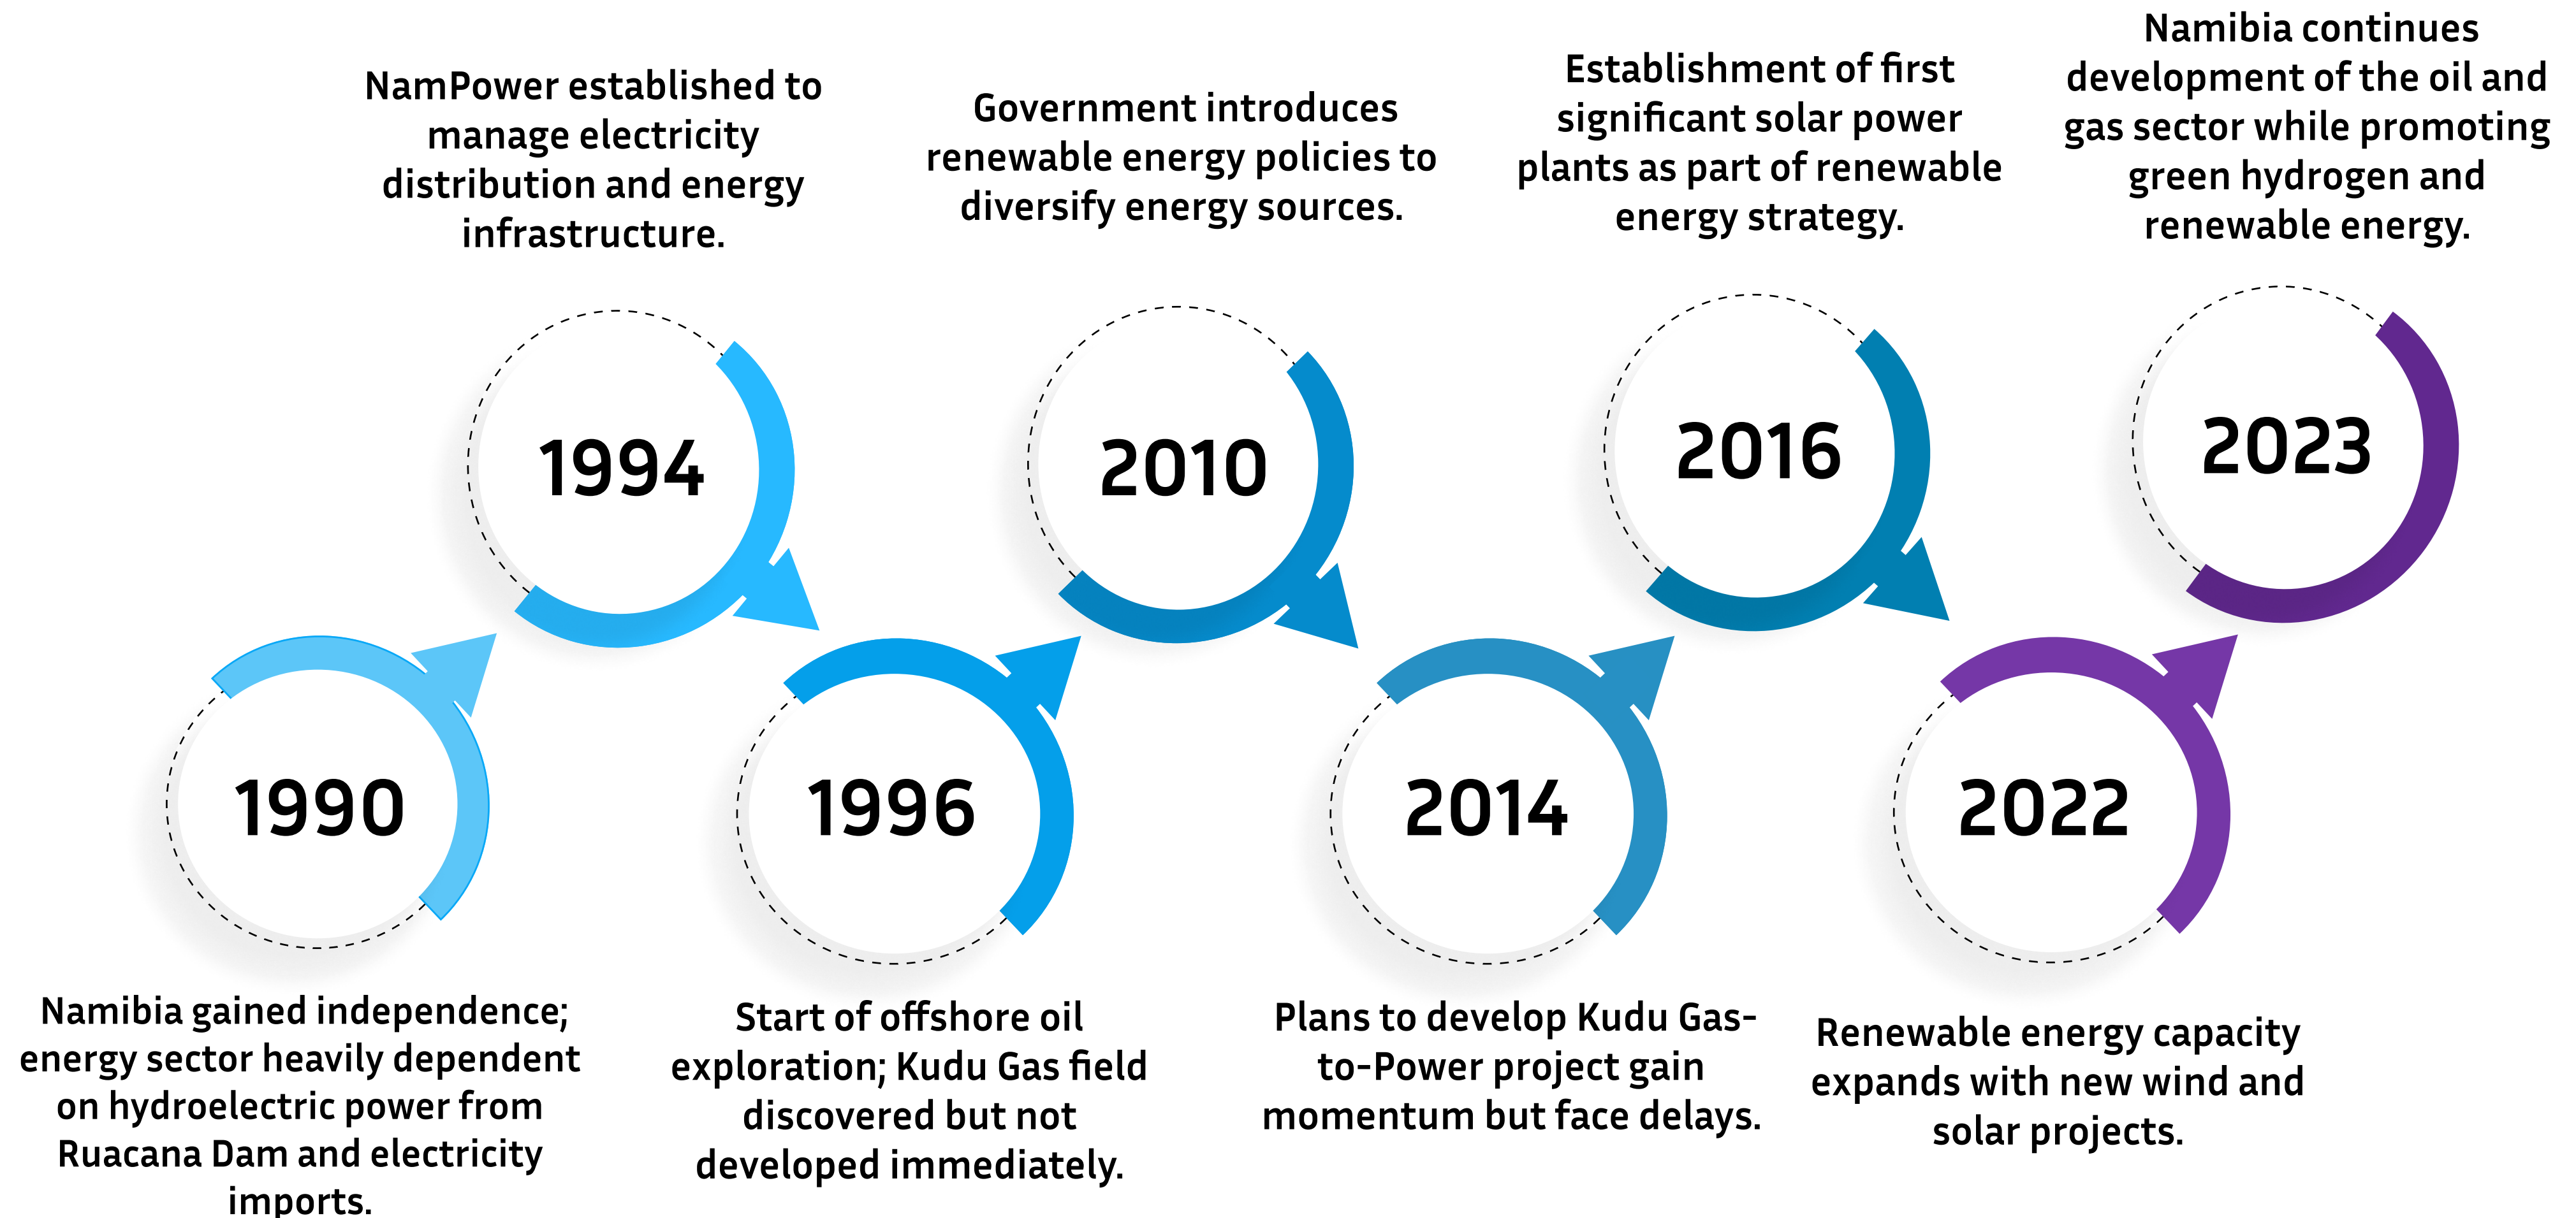 1990
Namibia gained independence;
energy sector heavily dependent
on hydroelectric power from
Ruacana Dam and electricity
imports.
NamPower established to
manage electricity
distribution and energy
infrastructure.
1994
1996
Start of offshore oil
exploration; Kudu Gas field
discovered but not
developed immediately.
Government introduces
renewable energy policies to
diversify energy sources.
2010
2014
Plans to develop Kudu Gas-
to-Power project gain
momentum but face delays.
Establishment of first
significant solar power
plants as part of renewable
energy strategy.
2016
2022
Renewable energy capacity
expands with new wind and
solar projects.
Namibia continues
development of the oil and
gas sector while promoting
green hydrogen and
renewable energy.
2023